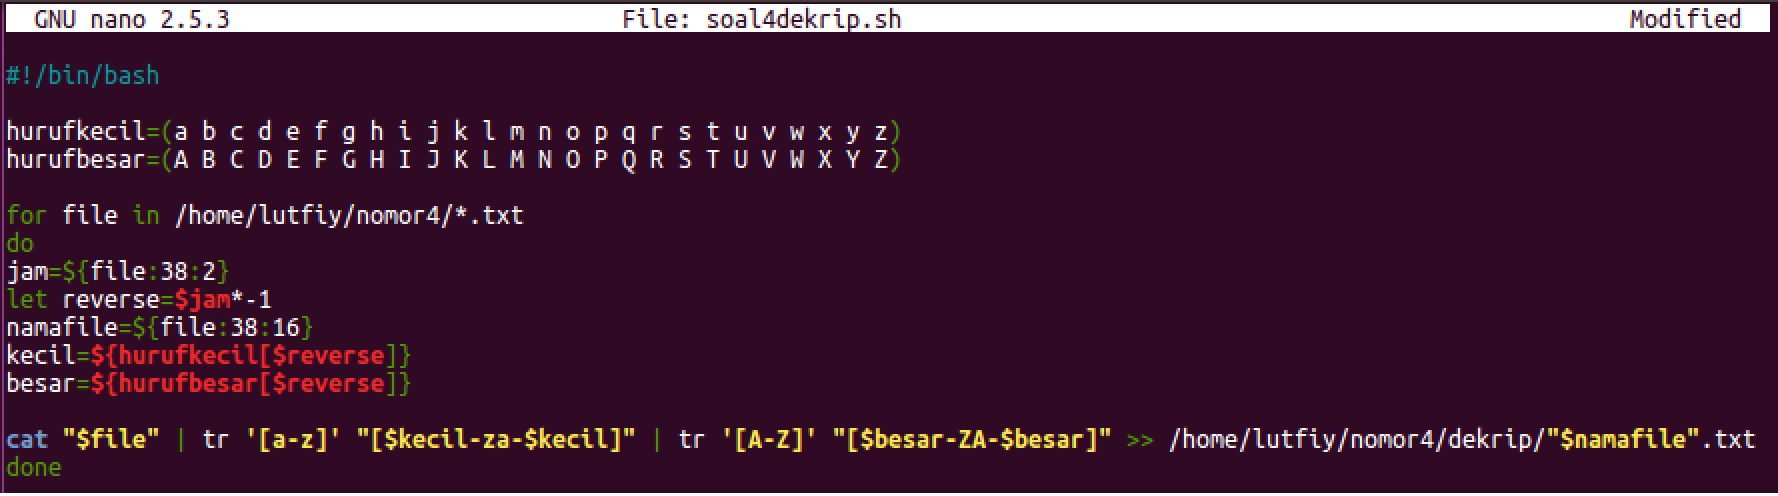 GNU nano 2.5.3 File: soal4dekrip.sh Modified
#!/bin/bash
hurufkecil=(a b c d e f g h i j k l m n o p q r s t u v w x y z)
hurufbesar=(A B C D E F G H I J K L M N O P Q R S T U V W X Y Z)
for file in /home/lutfiy/nomor4/*.txt
do
jam=${file:38:2}
let reverse=$jam*-1
namafile=${file:38:16}
kecil=${hurufkecil[$reverse]}
besar=${hurufbesar[$reverse]}
cat "$file" | tr '[a-z]' "[$kecil-za-$kecil]" | tr '[A-Z]' "[$besar-ZA-$besar]" >> /home/lutfiy/nomor4/dekrip/"$namafile".txt
done